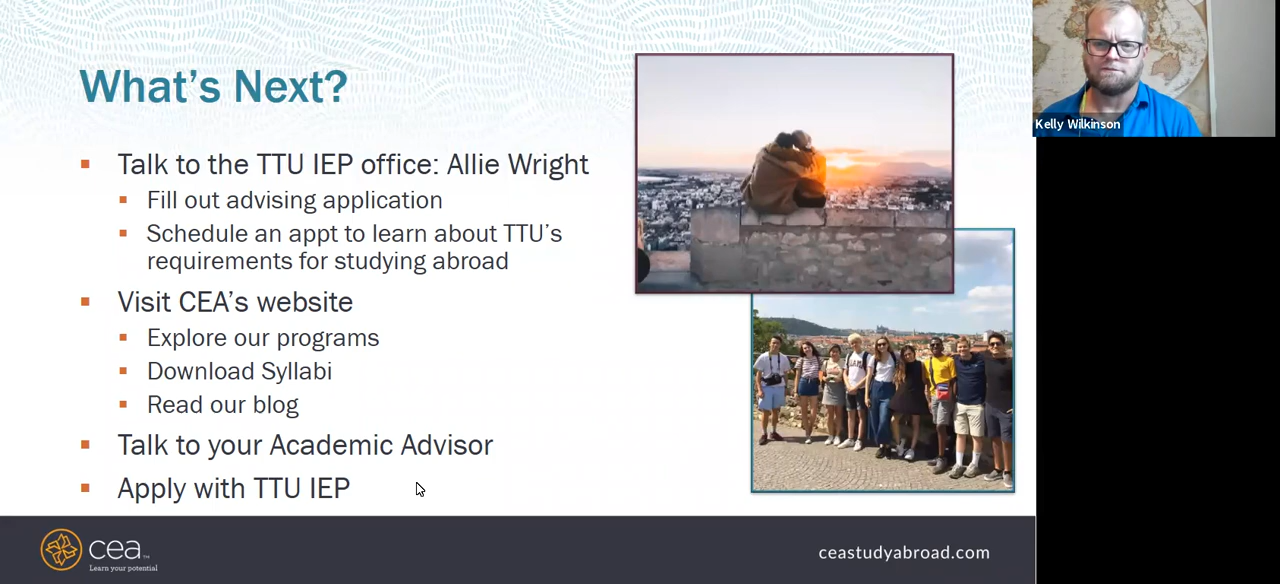 What's Next?
Talk to the TTU IEP office: Allie Wright
Fill out advising application
Schedule an appt to learn about TTU's
requirements for studying abroad
Visit CEA's website
Explore our programs
Download Syllabi
Read our blog
Talk to your Academic Advisor
Apply with TTU IEP
cea™
Learn your potential
ceastudyabroad.com
Kelly Wilkinson